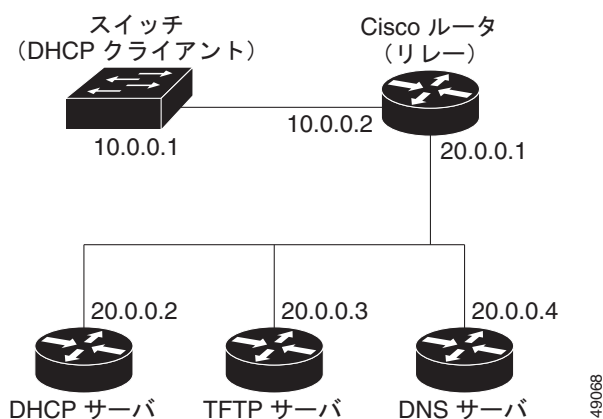 スイッチ
（DHCP クライアント）
Cisco ルータ
（リレー）
10.0.0.1
10.0.0.2
20.0.0.1
20.0.0.2
20.0.0.3
20.0.0.4
DHCP サーバ
TFTP サーバ
DNS サーバ
49068